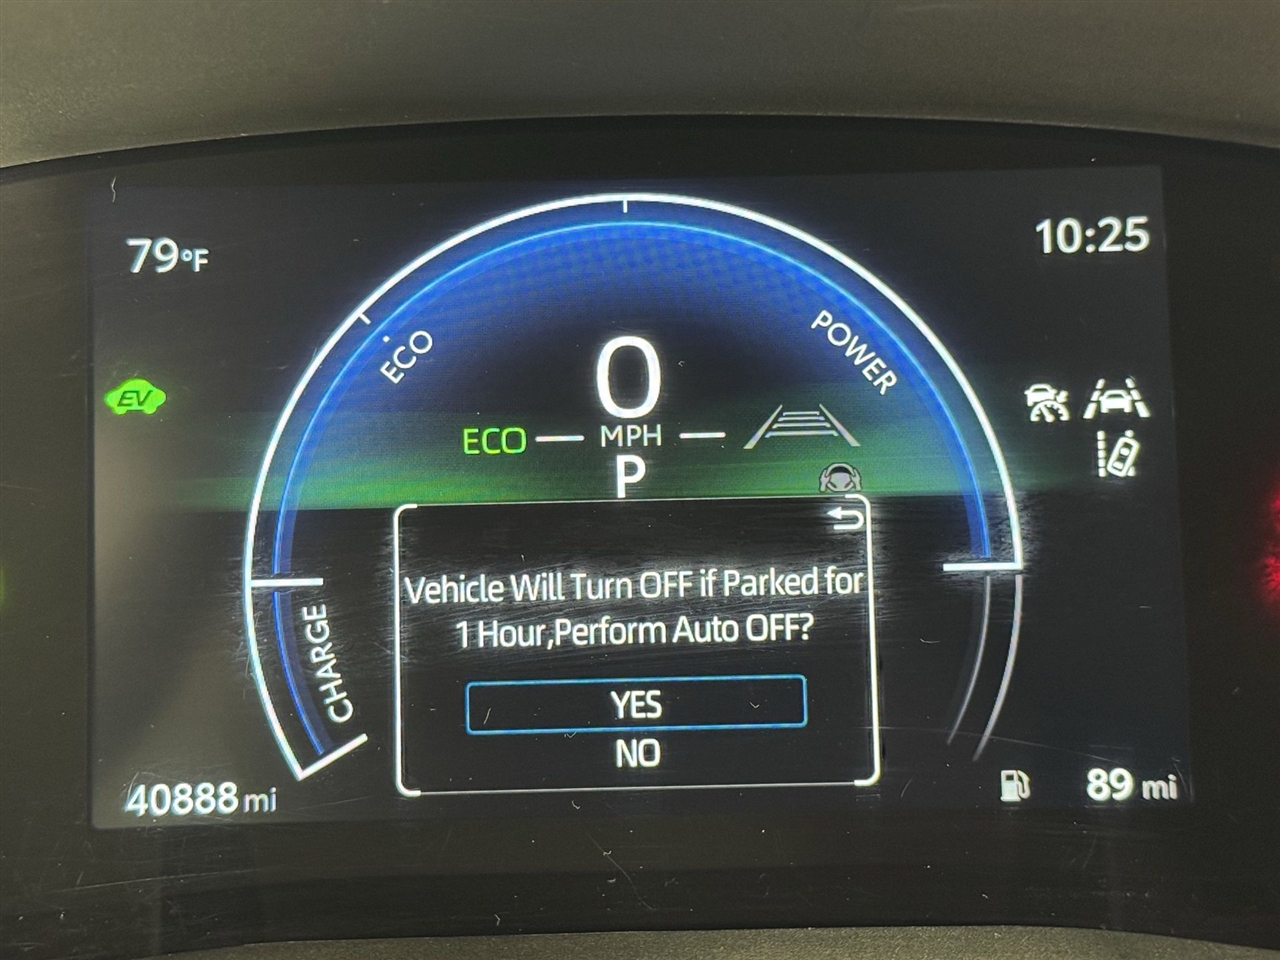 79°F
10:25
ECO
POWER
0
EV
ECO
MPH
P
Vehicle Will Turn OFF if Parked for
1 Hour,Perform Auto OFF?
CHARGE
YES
NO
40888 mi
89 mi